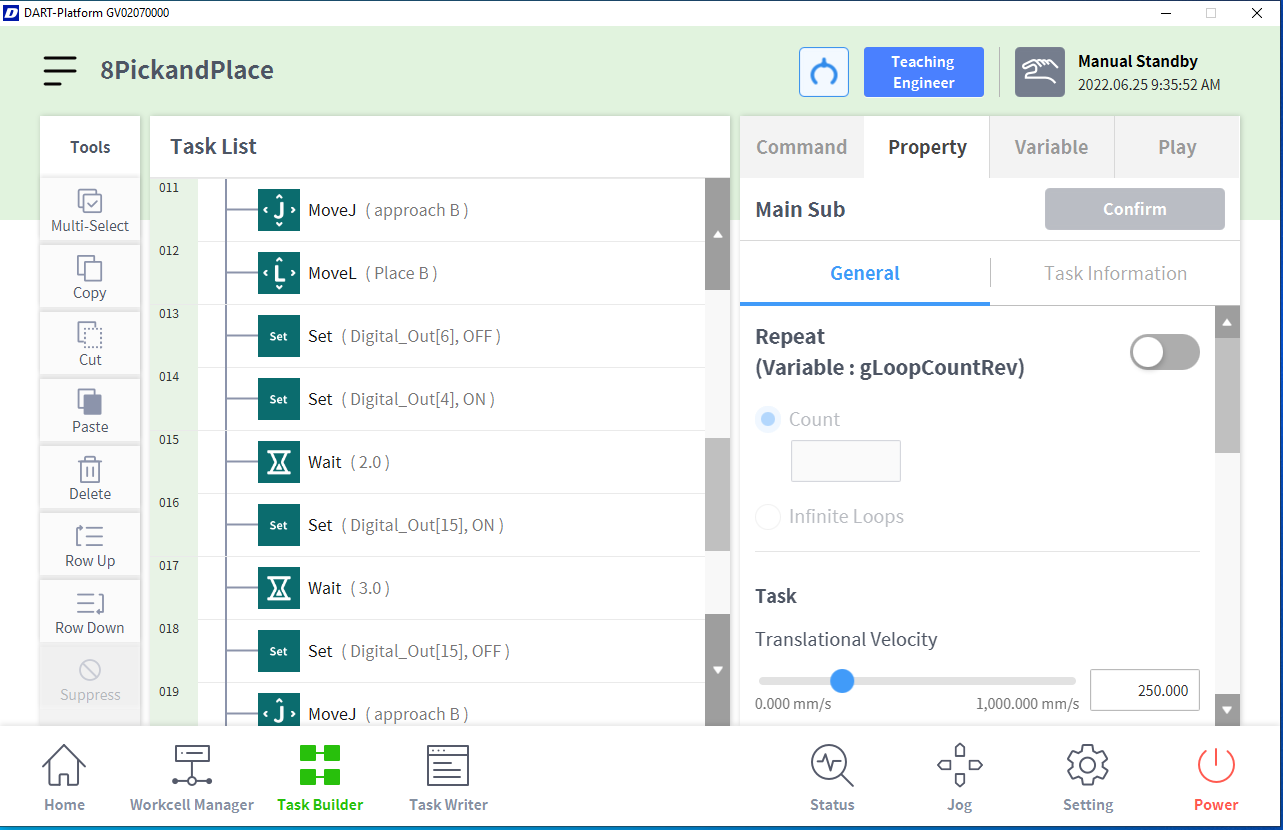 DART-Platform GV02070000
8PickandPlace
Teaching
Engineer
Manual Standby
2022.06.25 9:35:52 AM
Tools
Multi-Select
Copy
Cut
Paste
Delete
Row Up
Row Down
Suppress
Task List
011
MoveJ ( approach B )
012
MoveL ( Place B )
013
Set Set ( Digital_Out[6], OFF )
014
Set Set ( Digital_Out[4], ON )
015
Wait ( 2.0 )
016
Set Set ( Digital_Out[15], ON )
017
Wait ( 3.0 )
018
Set Set ( Digital_Out[15], OFF )
019
MoveJ ( approach B )
Command Property Variable Play
Main Sub Confirm
General Task Information
Repeat
(Variable : gLoopCountRev)
Count
Infinite Loops
Task
Translational Velocity
250.000
0.000 mm/s 1,000.000 mm/s
Home Workcell Manager Task Builder Task Writer Status Jog Setting Power